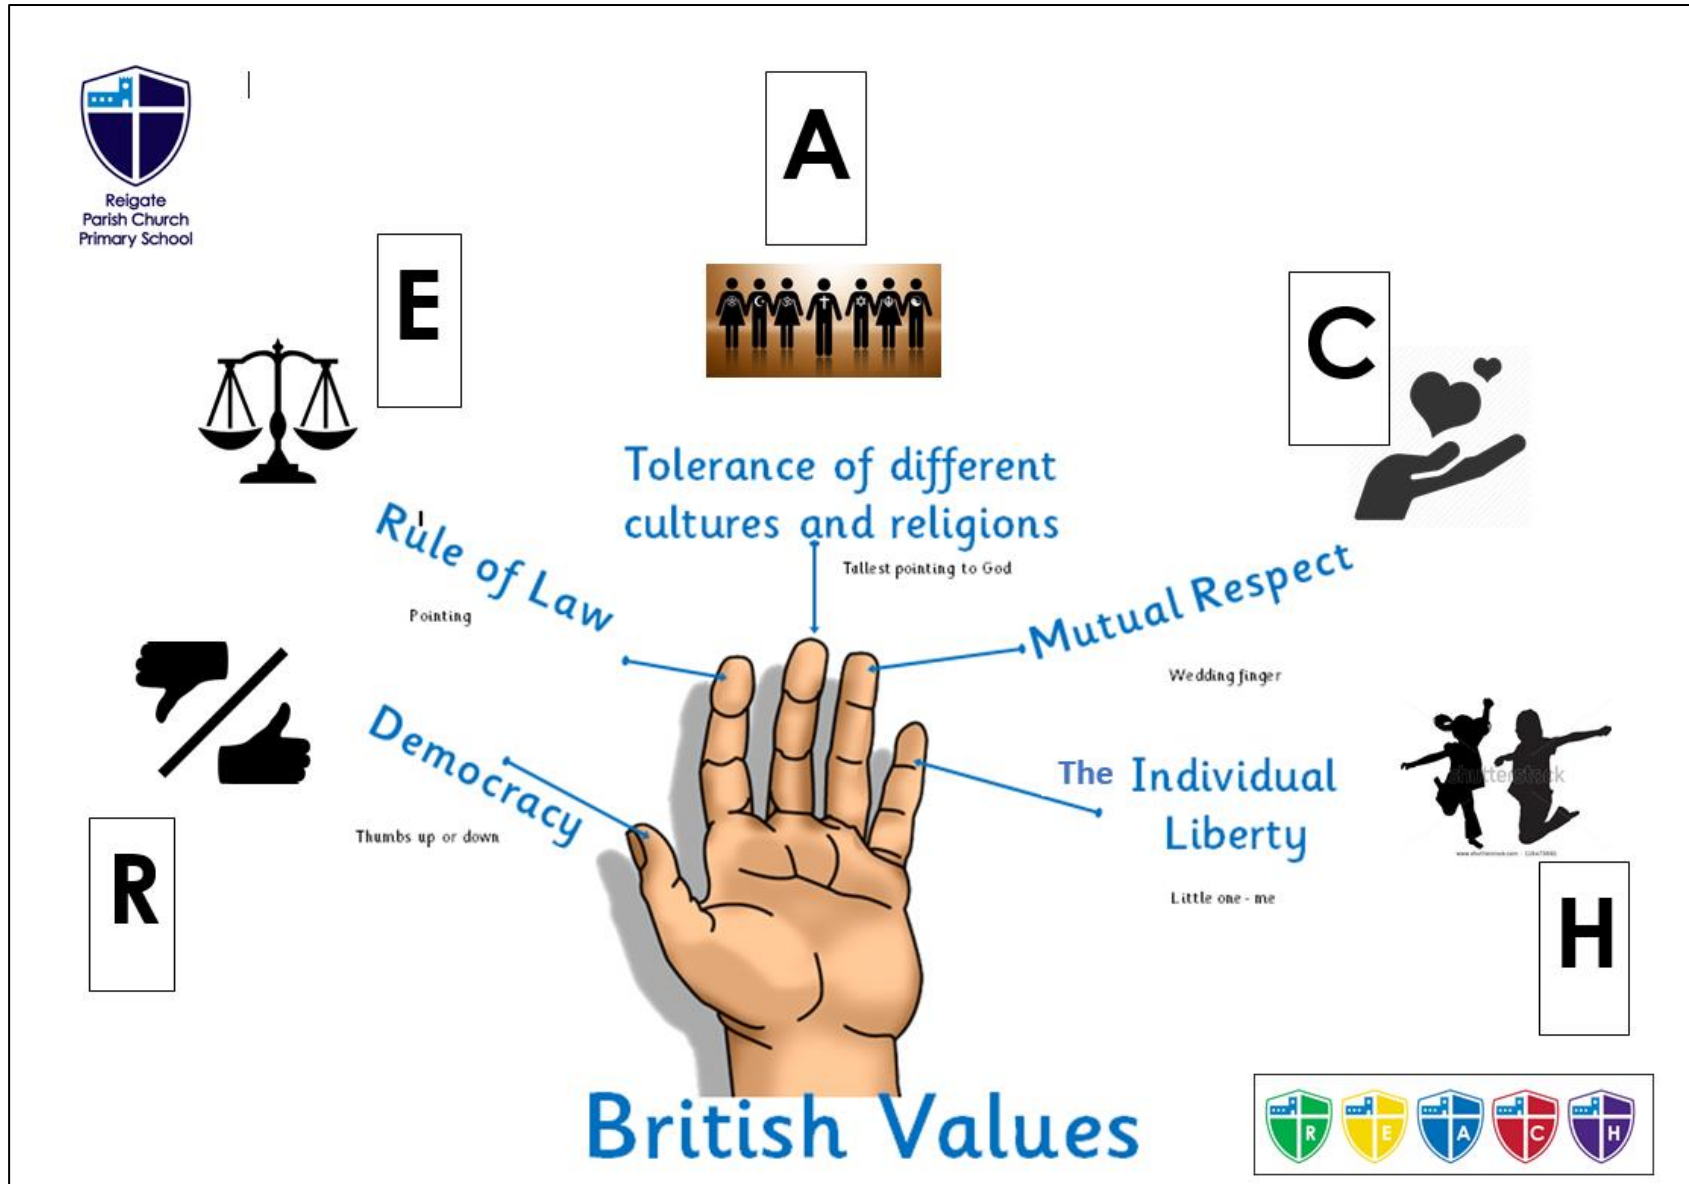 A
Reigate
Parish Church
Primary School
E
C
Tolerance of different
cultures and religions
Rule of Law
Tallest pointing to God
Mutual Respect
Pointing
Wedding finger
Democracy
The Individual
Liberty
shutterstock
Thumbs up or down
R
Little one - me
H
British Values
R E A C H